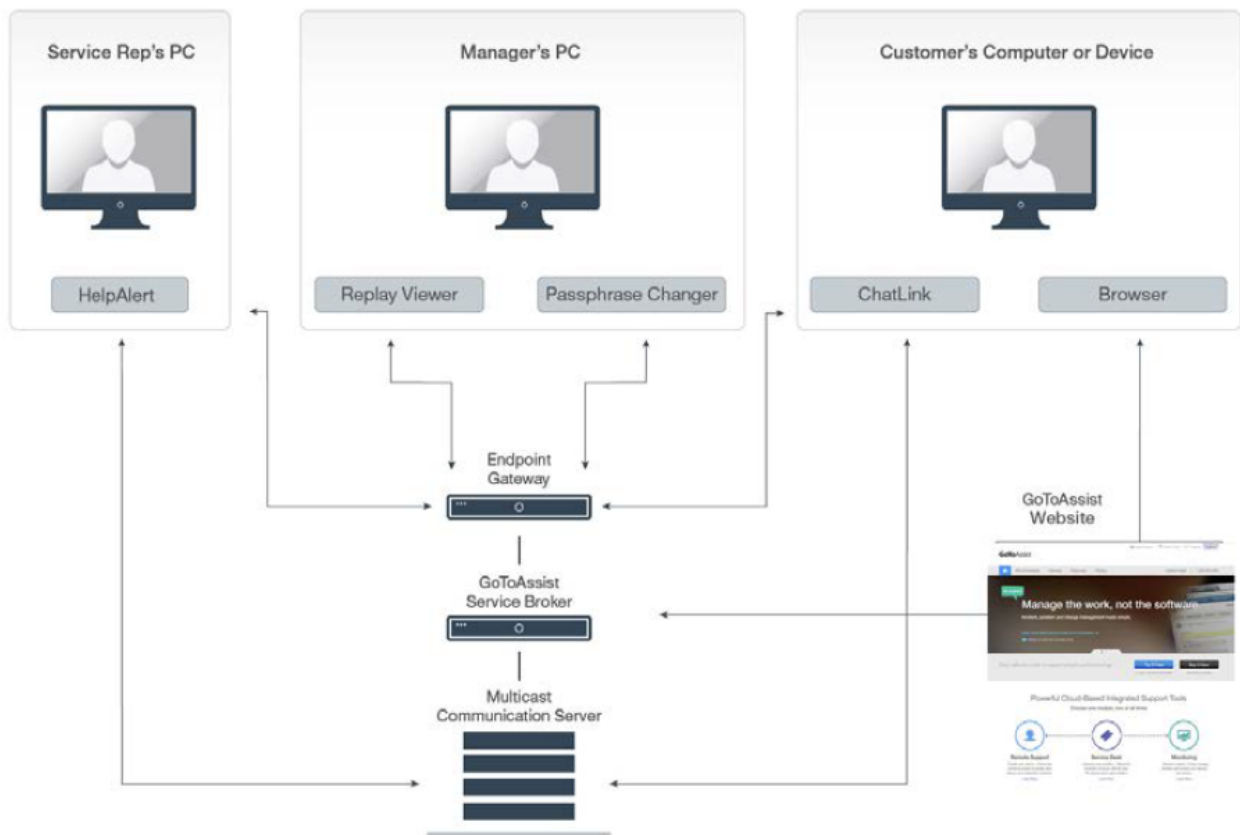 Service Rep's PC
Manager's PC
Customer's Computer or Device
HelpAlert
Replay Viewer
Passphrase Changer
ChatLink
Browser
Endpoint
Gateway
GoToAssist
Website
GoToAssist
GoToAssist
Service Broker
Manage the work, not the software
Multicast
Communication Server
Powerful Cloud-Based Integrated Support Tools
Remote Support
Service Desk
Monitoring